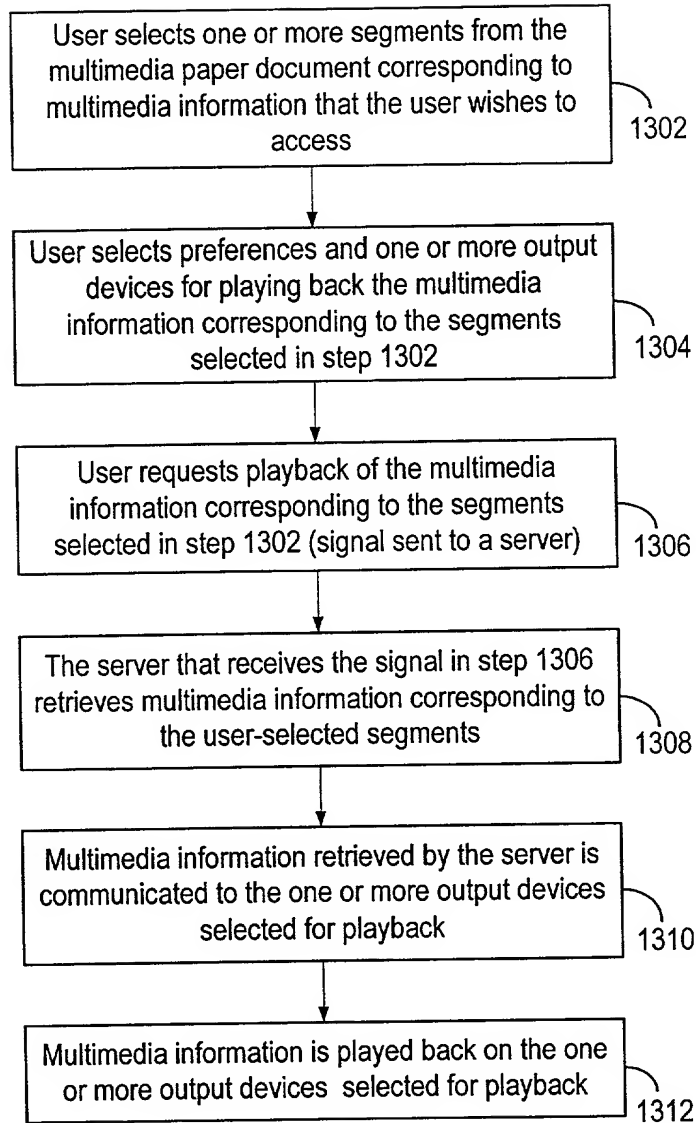 User selects one or more segments from the
multimedia paper document corresponding to
multimedia information that the user wishes to
access
1302
User selects preferences and one or more output
devices for playing back the multimedia
information corresponding to the segments
selected in step 1302
1304
User requests playback of the multimedia
information corresponding to the segments
selected in step 1302 (signal sent to a server)
1306
The server that receives the signal in step 1306
retrieves multimedia information corresponding to
the user-selected segments
1308
Multimedia information retrieved by the server is
communicated to the one or more output devices
selected for playback
1310
Multimedia information is played back on the one
or more output devices selected for playback
1312